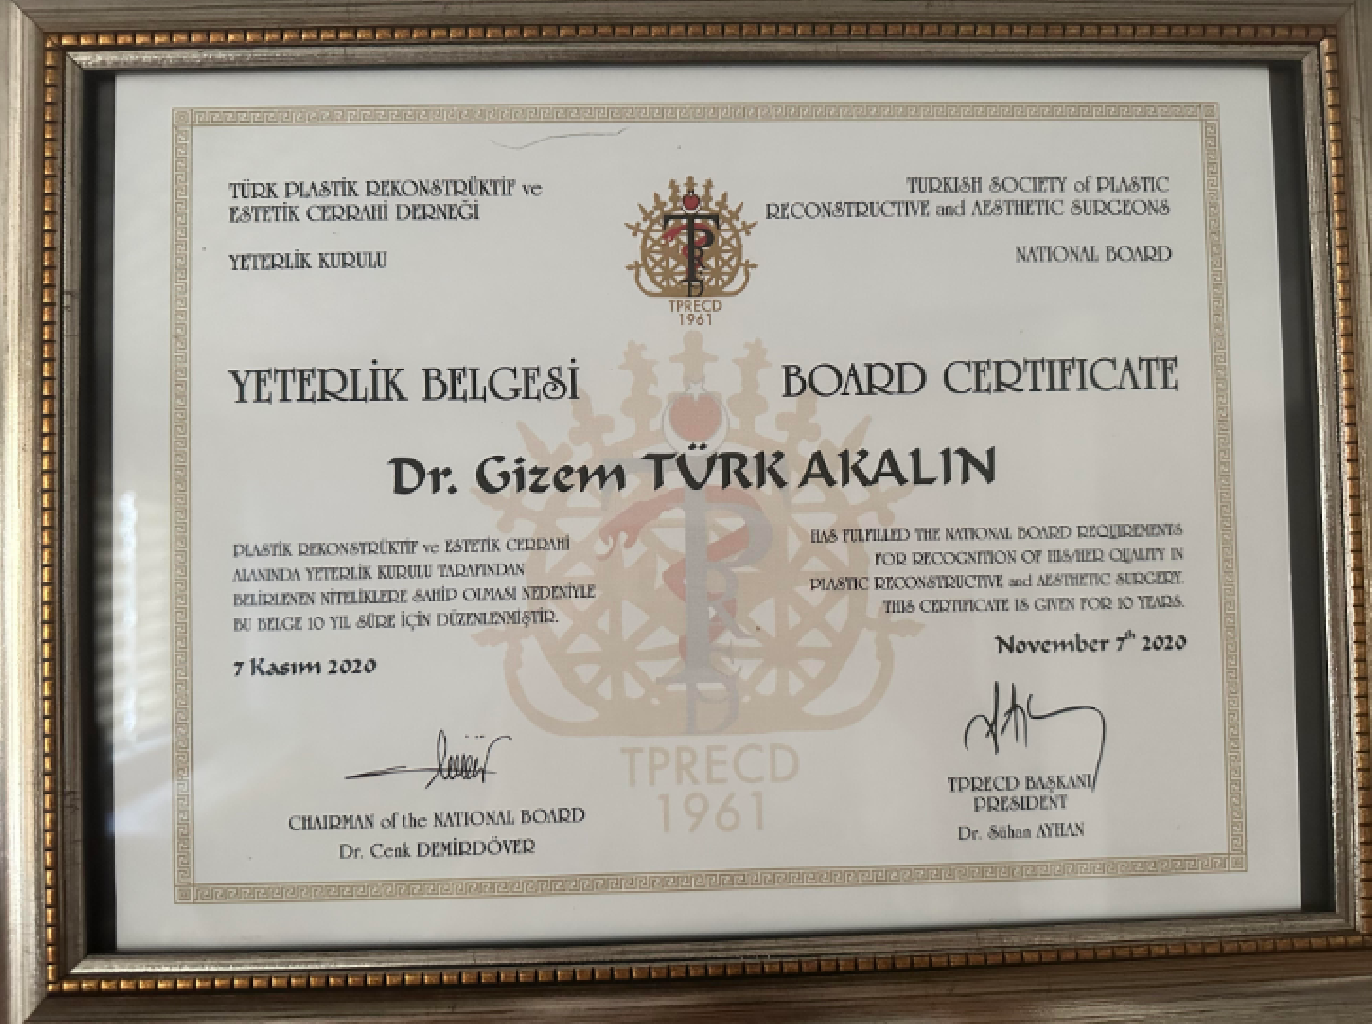 TÜRK PLASTİK REKONSTRÜKTİF ve
ESTETİK CERRAHİ DERNEĞİ
YETERLİK KURULU
TPRECD
1961
TURKISH SOCIETY of PLASTIC
RECONSTRUCTIVE and AESTHETIC SURGEONS
NATIONAL BOARD
YETERLİK BELGESİ
BOARD CERTIFICATE
Dr. Gizem TÜRK AKALIN
PLASTİK REKONSTRÜKTİF ve ESTETİK CERRAHİ
ALANINDA YETERLİK KURULU TARAFINDAN
BELİRLENEN NİTELİKLERE SAHİP OLMASI NEDENİYLE
BU BELGE 10 YIL SÜRE İÇİN DÜZENLENMİŞTİR.
7 Kasım 2020
HAS FULFILLED THE NATIONAL BOARD REQUIREMENTS
FOR RECOGNITION OF HIS/HER QUALITY IN
PLASTIC RECONSTRUCTIVE and AESTHETIC SURGERY.
THIS CERTIFICATE IS GIVEN FOR 10 YEARS.
November 7th 2020
TPRECD
1961
CHAIRMAN of the NATIONAL BOARD
Dr. Cenk DEMİRDÖVER
TPRECD BAŞKANI
PRESIDENT
Dr. Sühan AYHAN